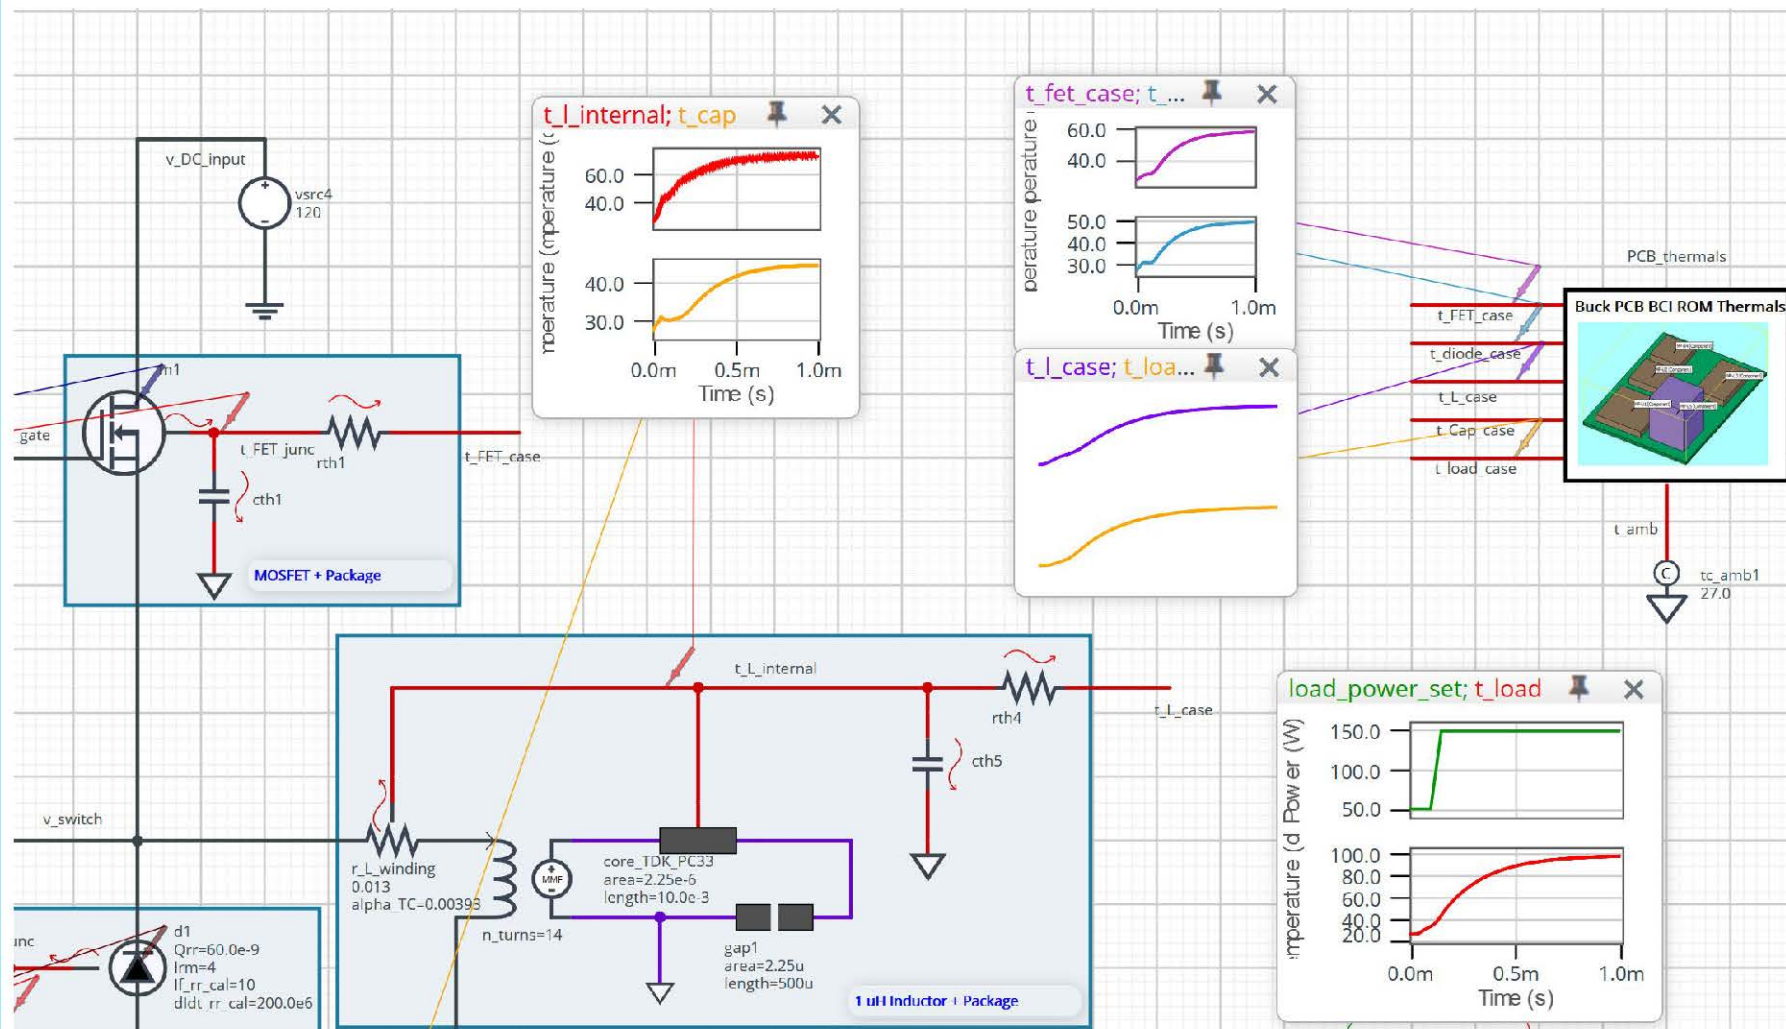 t_l_internal; t_cap
60.0
40.0
40.0
30.0
0.0m 0.5m 1.0m
Time (s)
t_fet_case; t_...
60.0
40.0
50.0
40.0
30.0
0.0m 1.0m
Time (s)
t_l_case; t_loa...
v_DC_input
vsrc4
120
+
-
m1
gate
t_FET_junc
rth1
t_FET_case
cth1
MOSFET + Package
PCB_thermals
Buck PCB BCI ROM Thermals
t_FET_case
t_diode_case
t_L_case
t_Cap_case
t_load_case
t_amb
C
tc_amb1
27.0
t_L_internal
rth4
t_L_case
cth5
v_switch
r_L_winding
0.013
alpha_TC=0.00393
MMF
core_TDK_PC33
area=2.25e-6
length=10.0e-3
n_turns=14
gap1
area=2.25u
length=500u
1 uH Inductor + Package
unc
d1
Qrr=60.0e-9
Irm=4
If_rr_cal=10
dIdt_rr_cal=200.0e6
load_power_set; t_load
150.0
100.0
50.0
100.0
80.0
60.0
40.0
20.0
0.0m 0.5m 1.0m
Time (s)